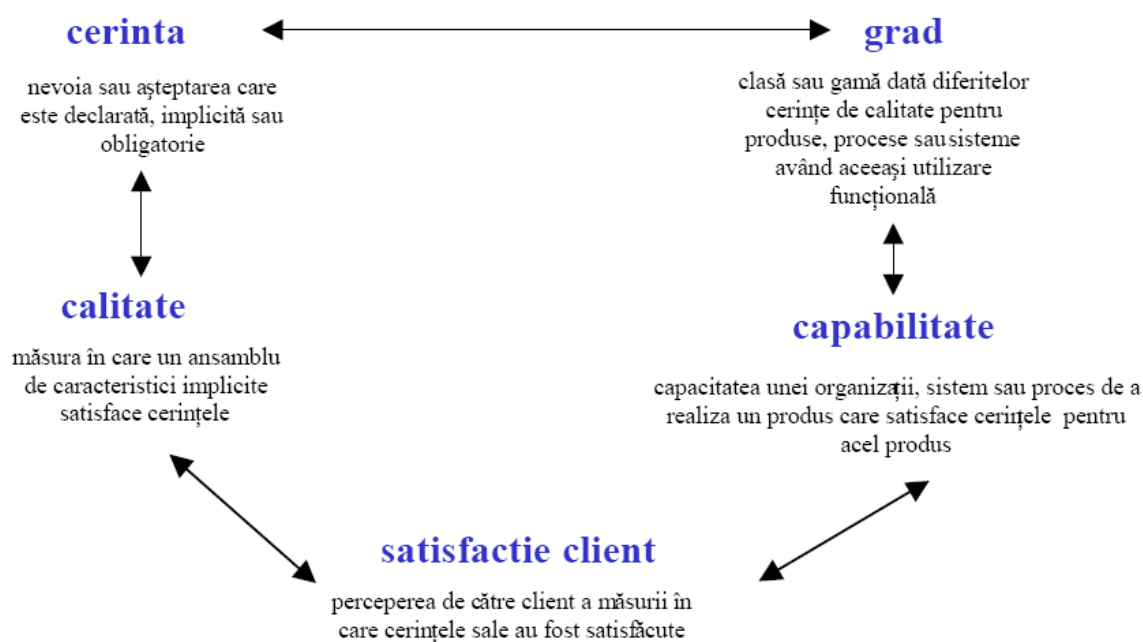 cerinta
nevoia sau aşteptarea care
este declarată, implicită sau
obligatorie
grad
clasă sau gamă dată diferitelor
cerinţe de calitate pentru
produse, procese sau sisteme
având aceeaşi utilizare
funcţională
calitate
măsura în care un ansamblu
de caracteristici implicite
satisface cerinţele
capabilitate
capacitatea unei organizaţii, sistem sau proces de a
realiza un produs care satisface cerinţele pentru
acel produs
satisfactie client
perceperea de către client a măsurii în
care cerinţele sale au fost satisfăcute